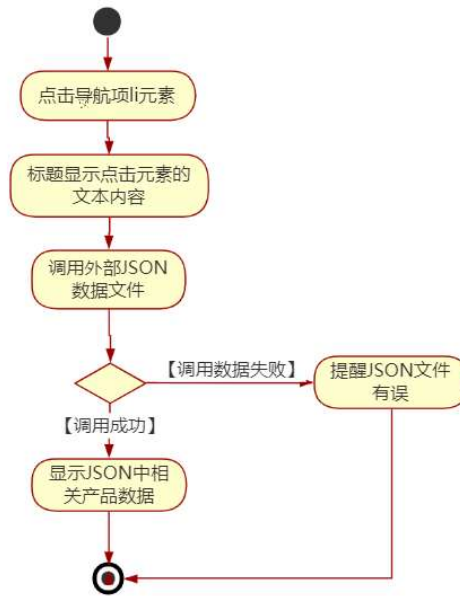 点击导航项li元素
标题显示点击元素的
文本内容
调用外部JSON
数据文件
【调用数据失败】
提醒JSON文件
有误
【调用成功】
显示JSON中相
关产品数据